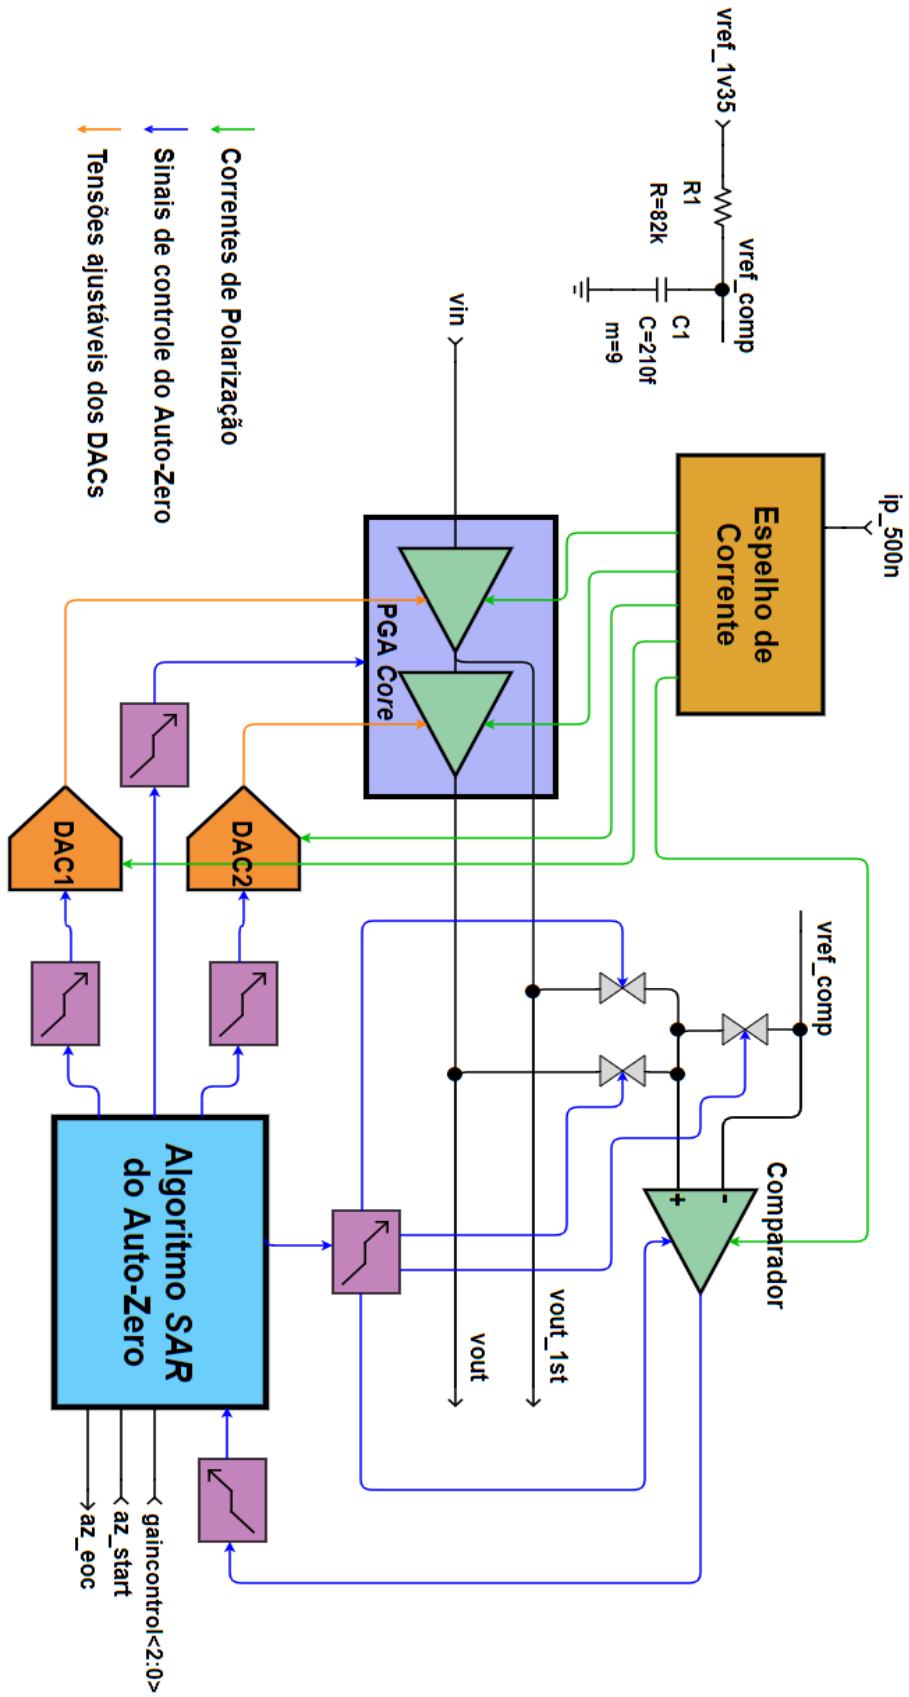 vref_1v35
R1
R=82k
vref_comp
C1
C=210f
m=9
ip_500n
Espelho de
Corrente
vref_comp
Comparador
-
+
vin
PGA Core
vout_1st
vout
Correntes de Polarização
Sinais de controle do Auto-Zero
Tensões ajustáveis dos DACs
DAC2
DAC1
Algoritmo SAR
do Auto-Zero
gaincontrol<2:0>
az_start
az_eoc